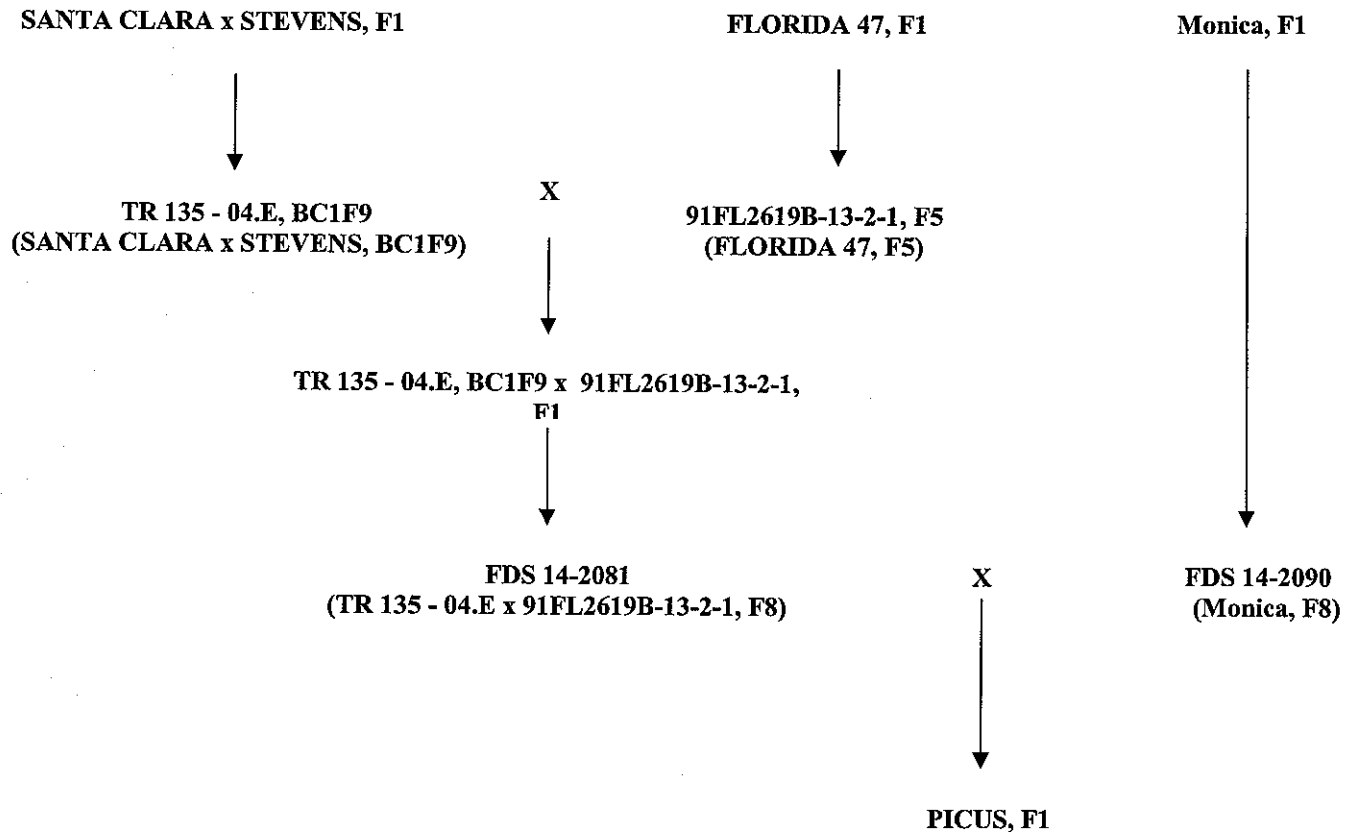 SANTA CLARA x STEVENS, F1
FLORIDA 47, F1
Monica, F1
TR 135 - 04.E, BC1F9
(SANTA CLARA x STEVENS, BC1F9)
X
91FL2619B-13-2-1, F5
(FLORIDA 47, F5)
TR 135 - 04.E, BC1F9 x 91FL2619B-13-2-1,
F1
FDS 14-2081
(TR 135 - 04.E x 91FL2619B-13-2-1, F8)
X
FDS 14-2090
(Monica, F8)
PICUS, F1